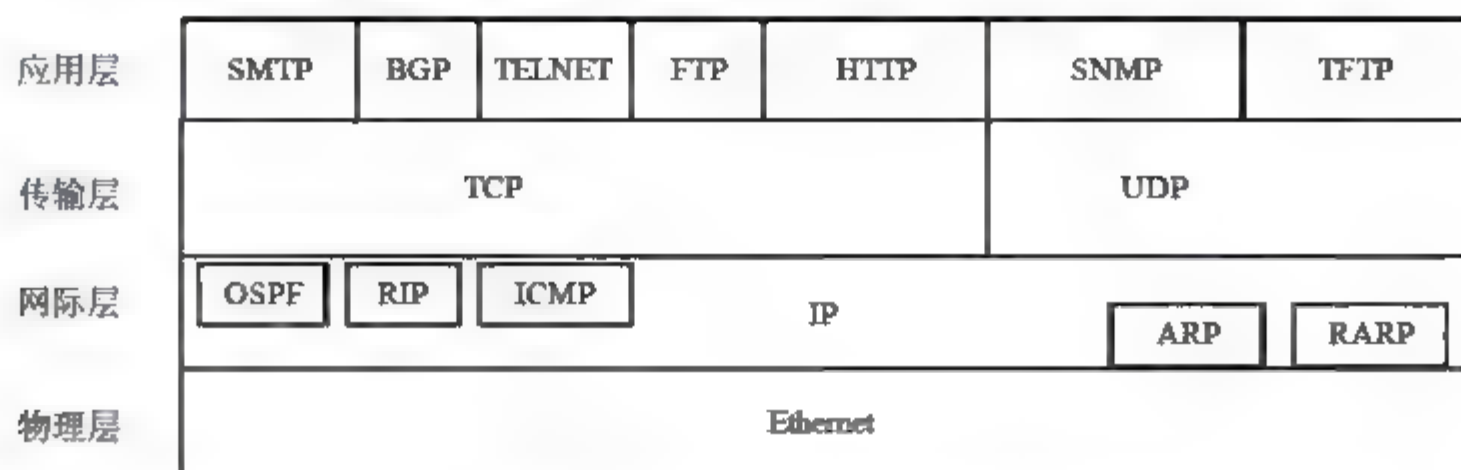 应用层 SMTP BGP TELNET FTP HTTP SNMP TFTP
传输层 TCP UDP
网际层 OSPF RIP ICMP IP ARP RARP
物理层 Ethernet